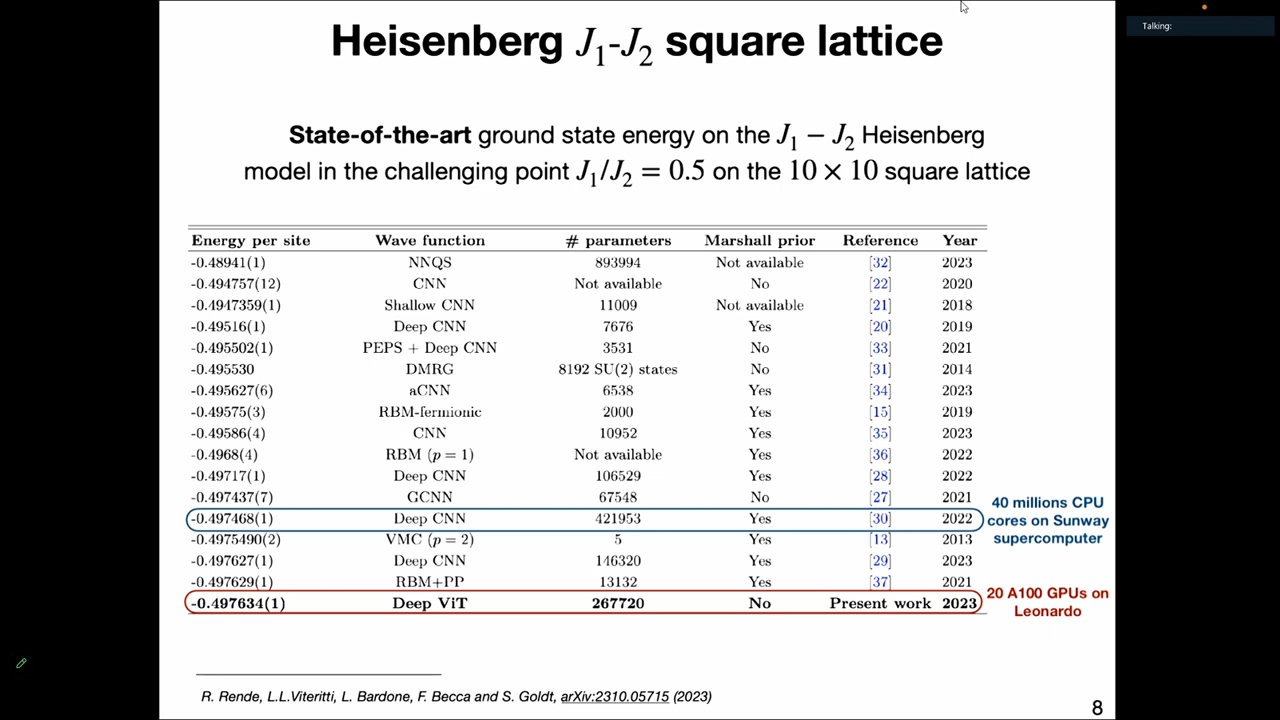 Heisenberg J1-J2 square lattice
Talking:
State-of-the-art ground state energy on the J1 − J2 Heisenberg
model in the challenging point J1/J2 = 0.5 on the 10 × 10 square lattice
Energy per site Wave function # parameters Marshall prior Reference Year
-0.48941(1) NNQS 893994 Not available [32] 2023
-0.494757(12) CNN Not available No [22] 2020
-0.4947359(1) Shallow CNN 11009 Not available [21] 2018
-0.49516(1) Deep CNN 7676 Yes [20] 2019
-0.495502(1) PEPS + Deep CNN 3531 No [33] 2021
-0.495530 DMRG 8192 SU(2) states No [31] 2014
-0.495627(6) aCNN 6538 Yes [34] 2023
-0.49575(3) RBM-fermionic 2000 Yes [15] 2019
-0.49586(4) CNN 10952 Yes [35] 2023
-0.4968(4) RBM (p = 1) Not available Yes [36] 2022
-0.49717(1) Deep CNN 106529 Yes [28] 2022
-0.497437(7) GCNN 67548 No [27] 2021
-0.497468(1) Deep CNN 421953 Yes [30] 2022
-0.4975490(2) VMC (p = 2) 5 Yes [13] 2013
-0.497627(1) Deep CNN 146320 Yes [29] 2023
-0.497629(1) RBM+PP 13132 Yes [37] 2021
-0.497634(1) Deep ViT 267720 No Present work 2023
40 millions CPU
cores on Sunway
supercomputer
20 A100 GPUs on
Leonardo
R. Rende, L.L.Viteritti, L. Bardone, F. Becca and S. Goldt, arXiv:2310.05715 (2023)
8